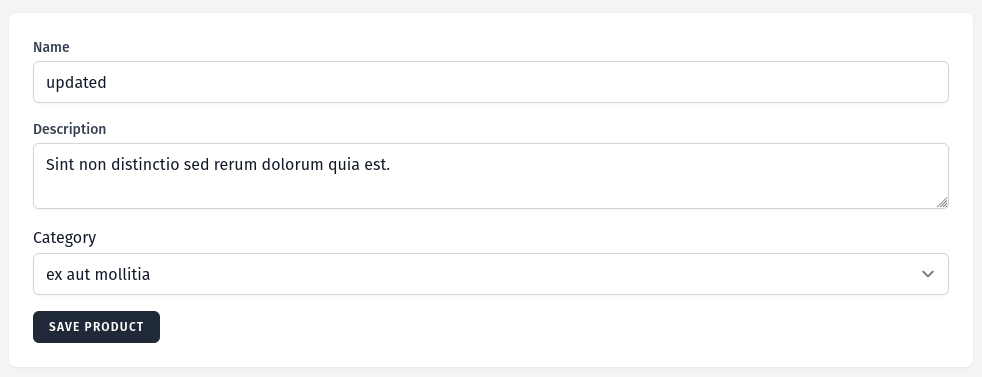 Name
updated
Description
Sint non distinctio sed rerum dolorum quia est.
Category
ex aut mollitia
SAVE PRODUCT